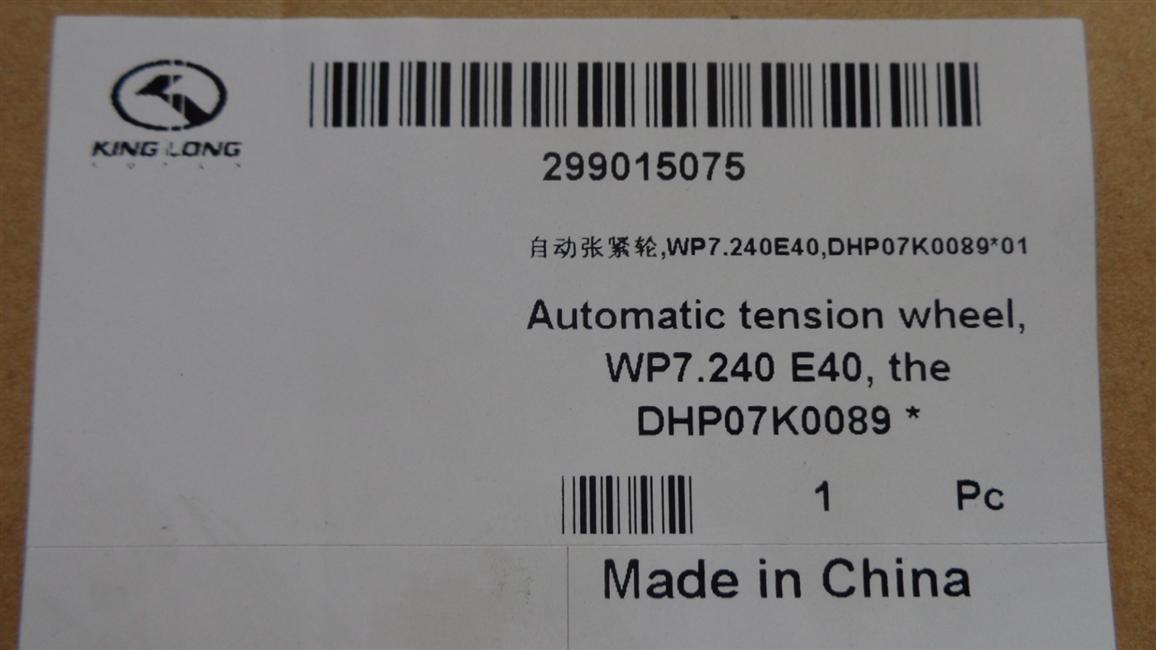 KING LONG
299015075
自动张紧轮,WP7.240E40,DHP07K0089*01
Automatic tension wheel,
WP7.240 E40, the
DHP07K0089 *
1 Pc
Made in China